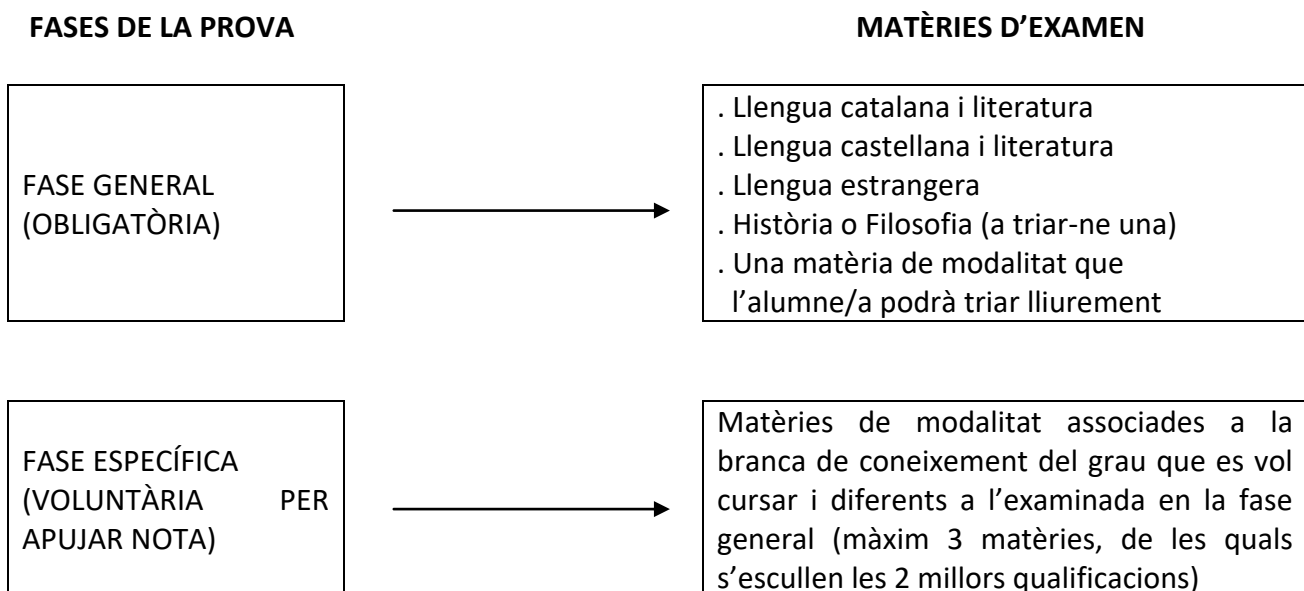 FASES DE LA PROVA
MATÈRIES D’EXAMEN
FASE GENERAL
(OBLIGATÒRIA)
. Llengua catalana i literatura
. Llengua castellana i literatura
. Llengua estrangera
. Història o Filosofia (a triar-ne una)
. Una matèria de modalitat que
l’alumne/a podrà triar lliurement
FASE ESPECÍFICA
(VOLUNTÀRIA PER
APUJAR NOTA)
Matèries de modalitat associades a la
branca de coneixement del grau que es vol
cursar i diferents a l’examinada en la fase
general (màxim 3 matèries, de les quals
s’escullen les 2 millors qualificacions)